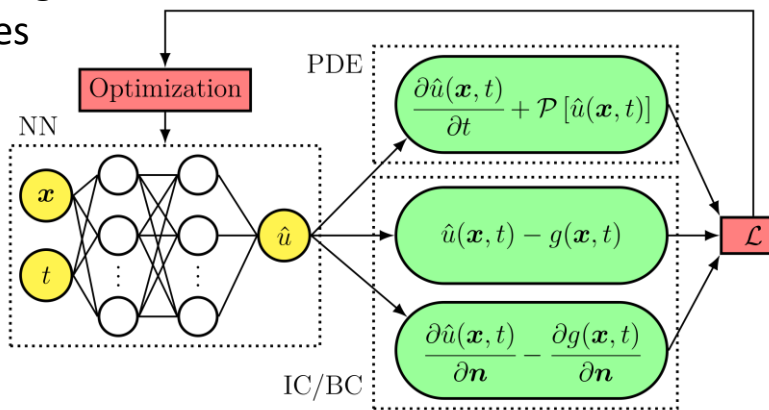 es
Optimization
PDE
∂û(x, t)/∂t + 𝒫 [û(x, t)]
NN
x
t
û
û(x, t) − g(x, t)
ℒ
∂û(x, t)/∂n − ∂g(x, t)/∂n
IC/BC